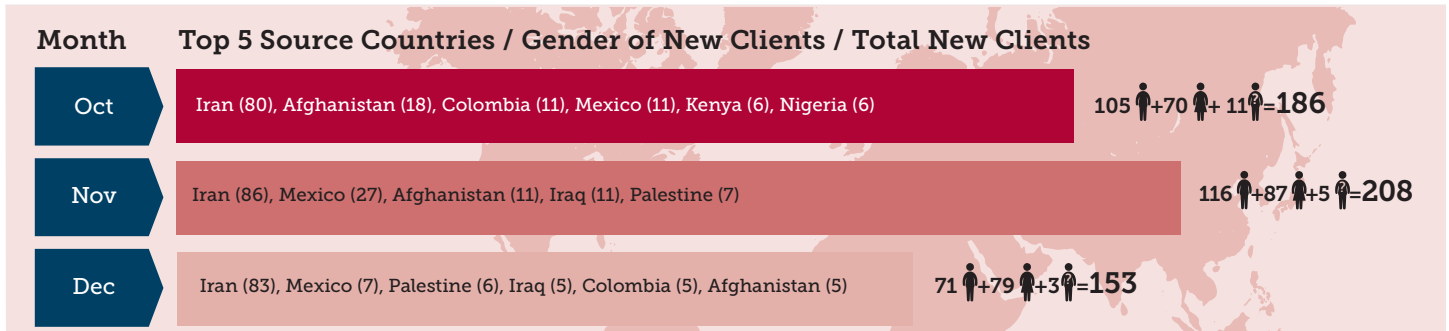 Month Top 5 Source Countries / Gender of New Clients / Total New Clients
Oct Iran (80), Afghanistan (18), Colombia (11), Mexico (11), Kenya (6), Nigeria (6) 105 +70 + 11?=186
Nov Iran (86), Mexico (27), Afghanistan (11), Iraq (11), Palestine (7) 116 +87 +5 ?=208
Dec Iran (83), Mexico (7), Palestine (6), Iraq (5), Colombia (5), Afghanistan (5) 71 +79 +3?=153